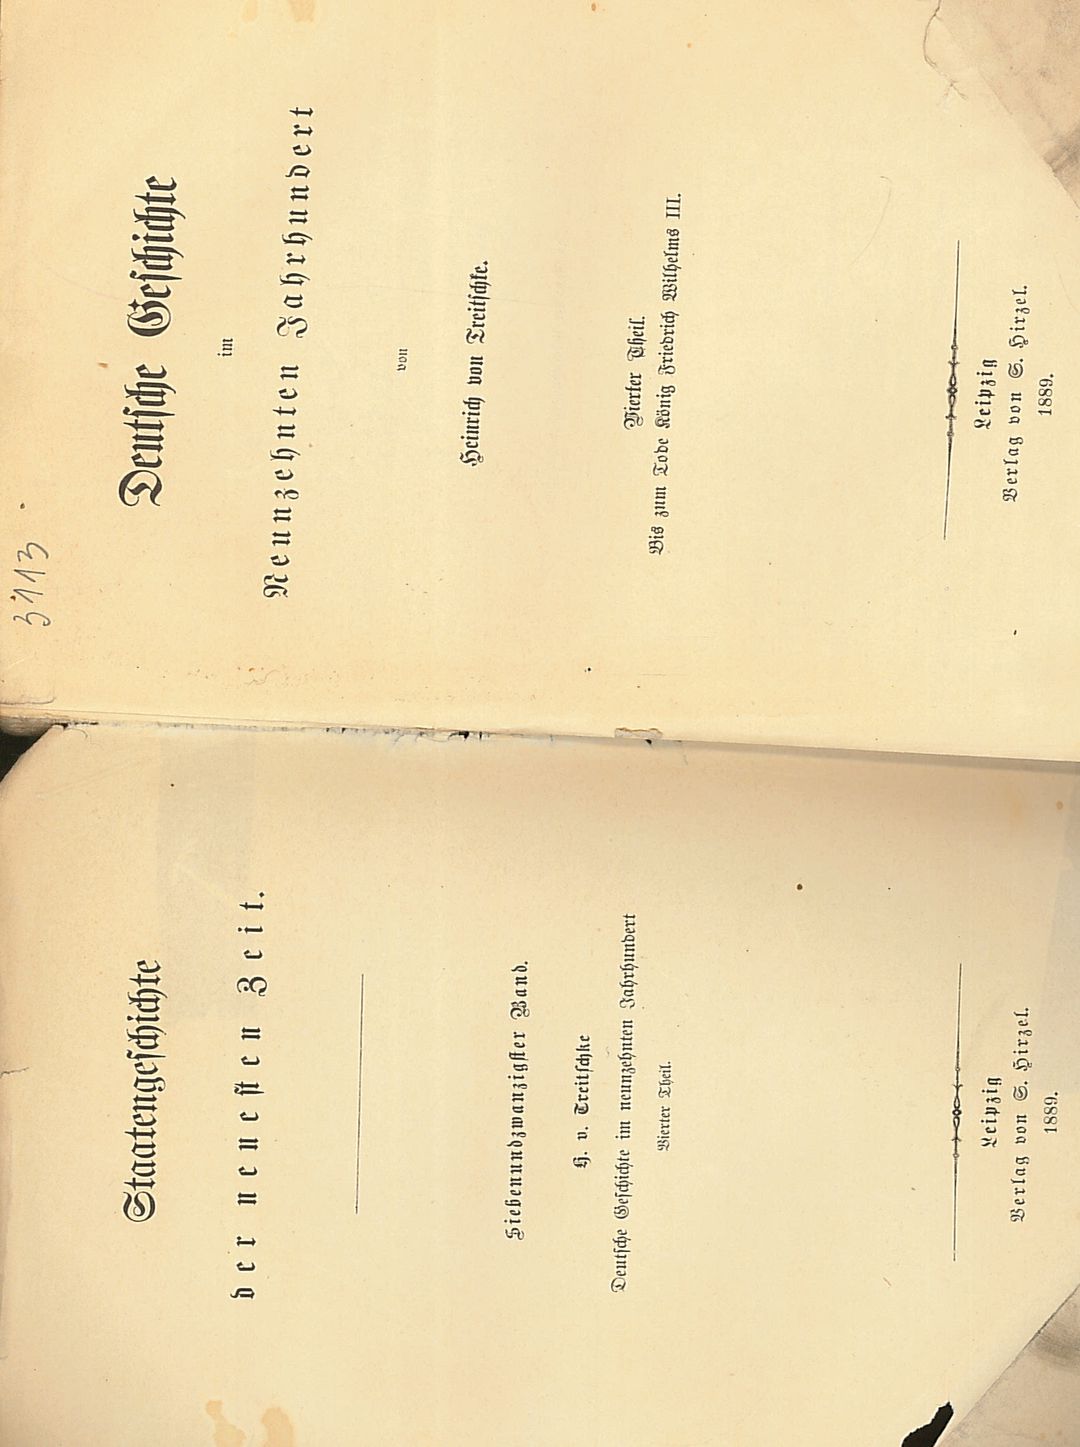 Staatengeschichte
der neuesten Zeit.
Siebenundzwanzigster Band.
H. v. Treitschke
Deutsche Geschichte im neunzehnten Jahrhundert
Vierter Theil.
Leipzig
Verlag von S. Hirzel.
1889.
3113
Deutsche Geschichte
im
Neunzehnten Jahrhundert
von
Heinrich von Treitschke.
Vierter Theil.
Bis zum Tode König Friedrich Wilhelms III.
Leipzig
Verlag von S. Hirzel.
1889.